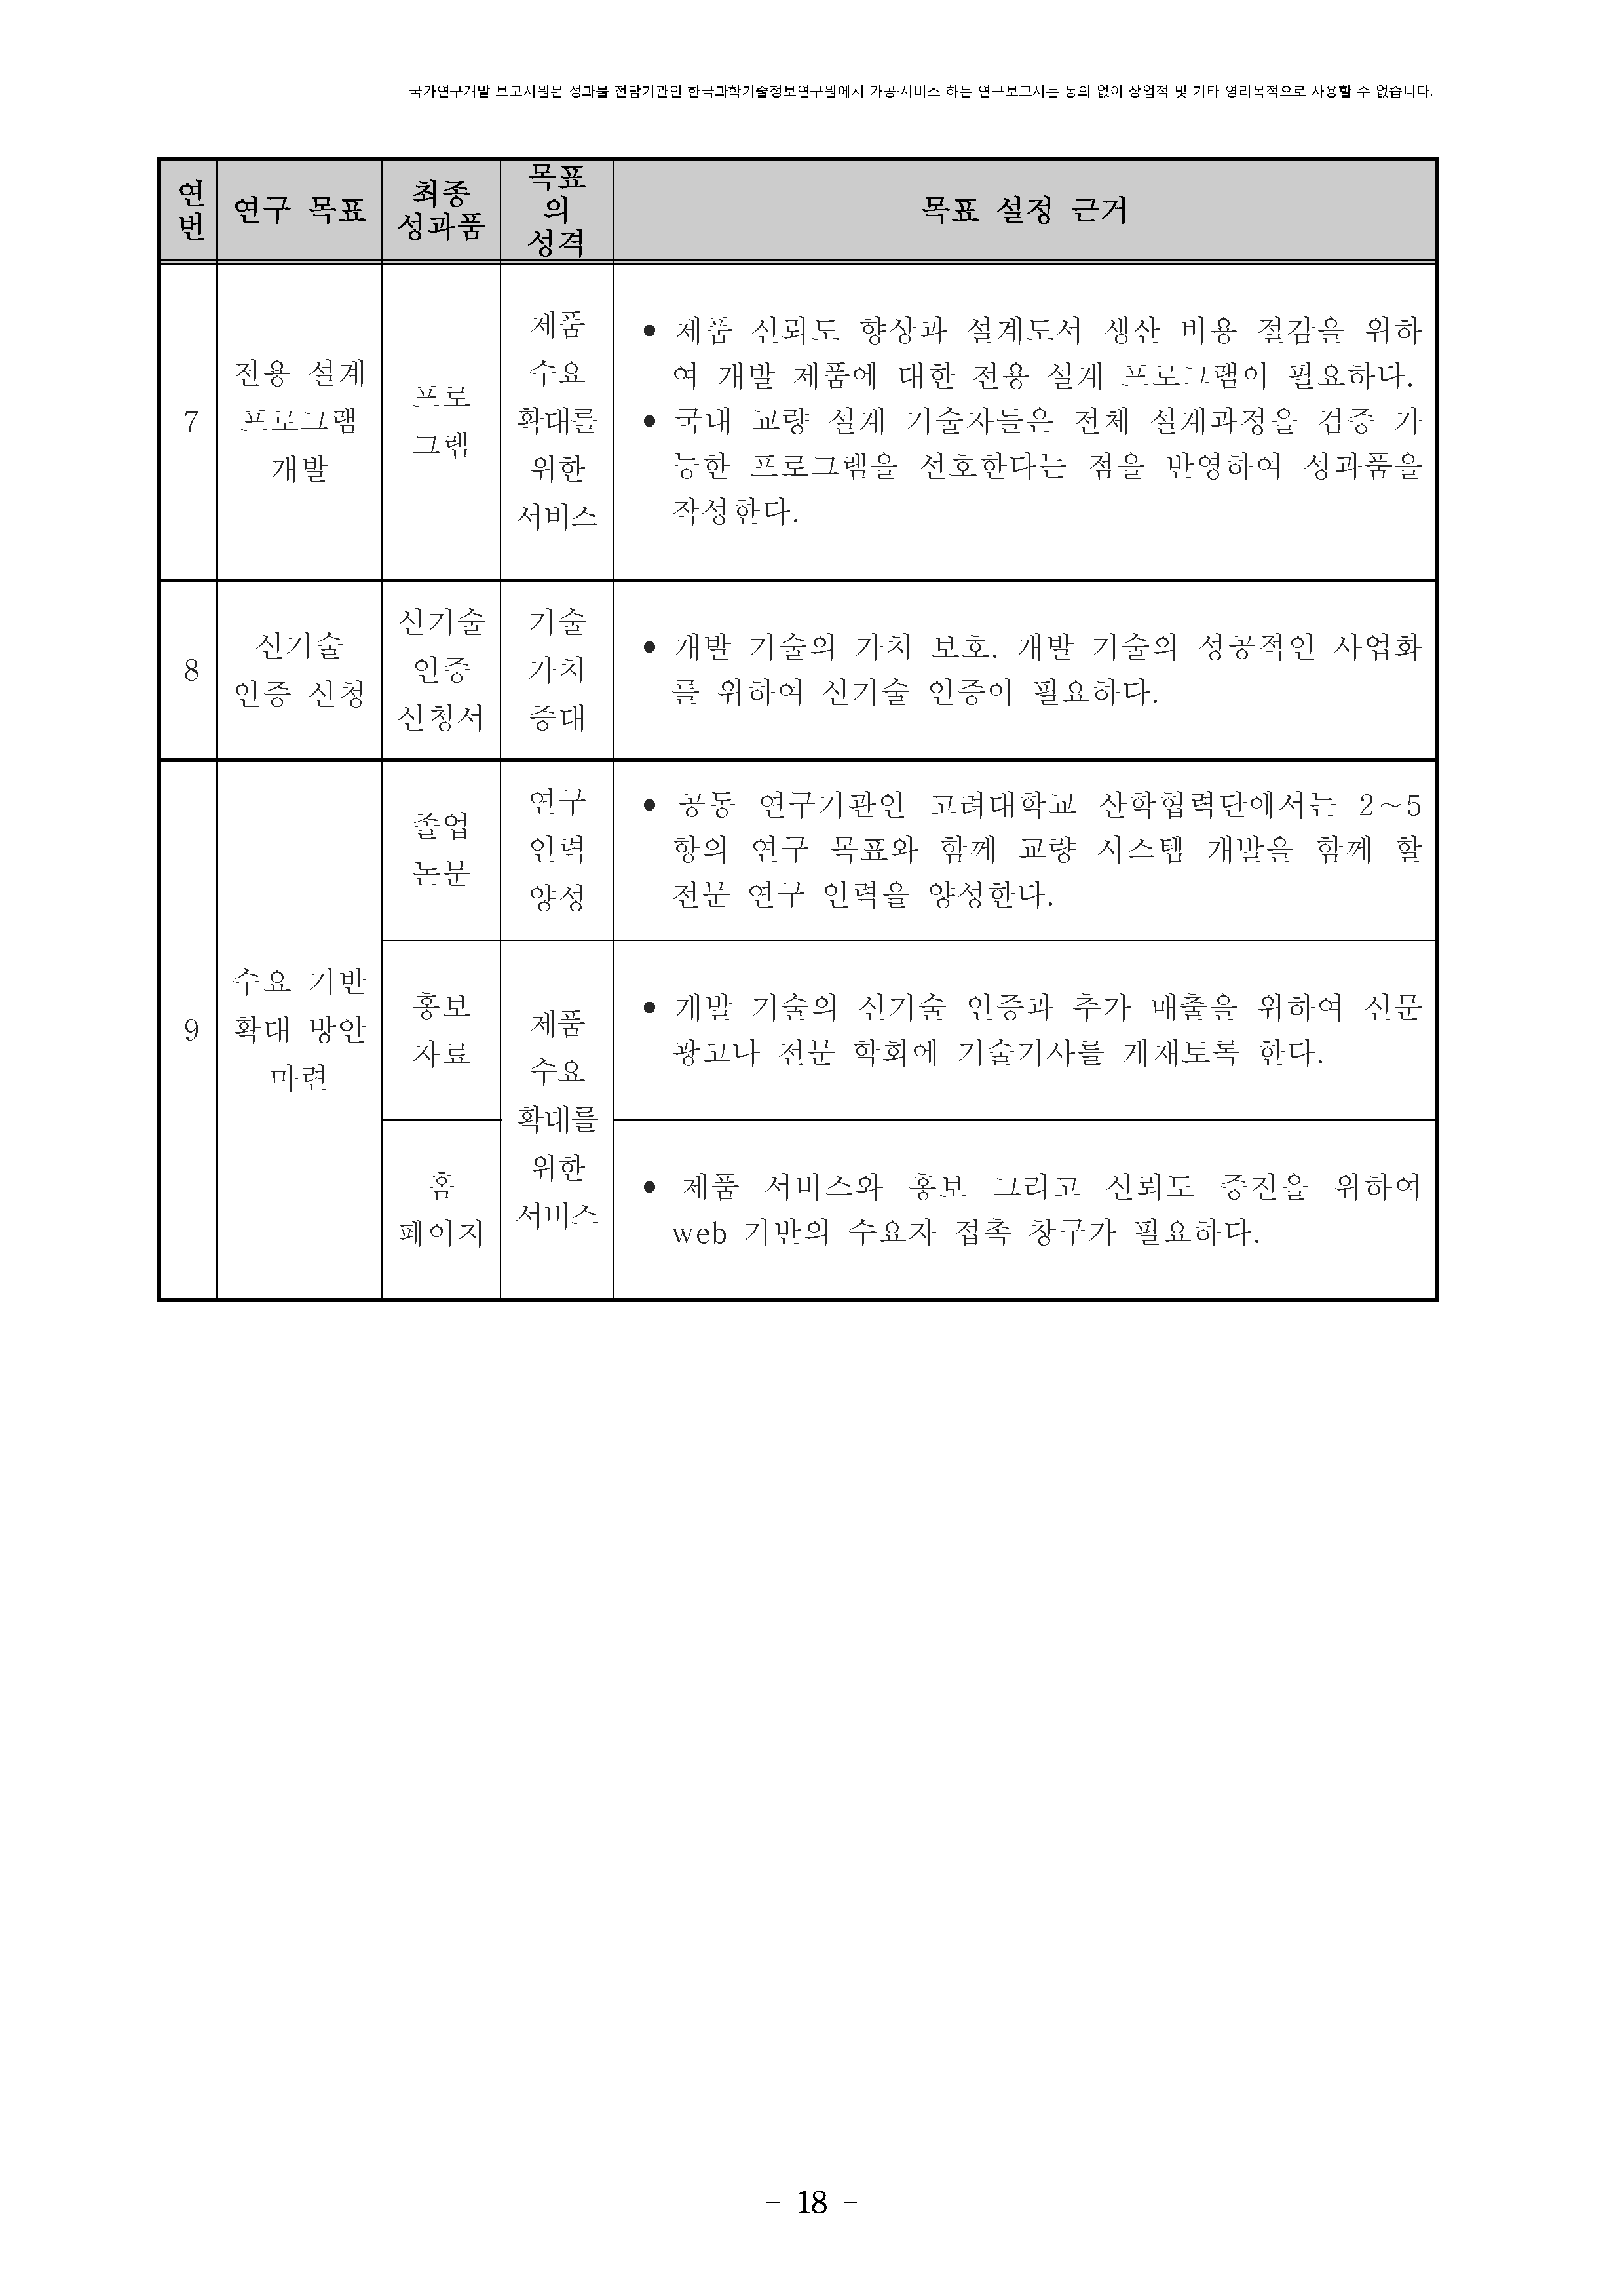 국가연구개발 보고서원문 성과물 전담기관인 한국과학기술정보연구원에서 가공·서비스 하는 연구보고서는 동의 없이 상업적 및 기타 영리목적으로 사용할 수 없습니다.
연
번
연구 목표
최종
성과품
목표
의
성격
목표 설정 근거
7
전용 설계
프로그램
개발
프로
그램
제품
수요
확대를
위한
서비스
● 제품 신뢰도 향상과 설계도서 생산 비용 절감을 위하
여 개발 제품에 대한 전용 설계 프로그램이 필요하다.
● 국내 교량 설계 기술자들은 전체 설계과정을 검증 가
능한 프로그램을 선호한다는 점을 반영하여 성과품을
작성한다.
8
신기술
인증 신청
신기술
인증
신청서
기술
가치
증대
● 개발 기술의 가치 보호. 개발 기술의 성공적인 사업화
를 위하여 신기술 인증이 필요하다.
9
수요 기반
확대 방안
마련
졸업
논문
연구
인력
양성
● 공동 연구기관인 고려대학교 산학협력단에서는 2~5
항의 연구 목표와 함께 교량 시스템 개발을 함께 할
전문 연구 인력을 양성한다.
홍보
자료
제품
수요
확대를
위한
서비스
● 개발 기술의 신기술 인증과 추가 매출을 위하여 신문
광고나 전문 학회에 기술기사를 게재토록 한다.
홈
페이지
● 제품 서비스와 홍보 그리고 신뢰도 증진을 위하여
web 기반의 수요자 접촉 창구가 필요하다.
- 18 -